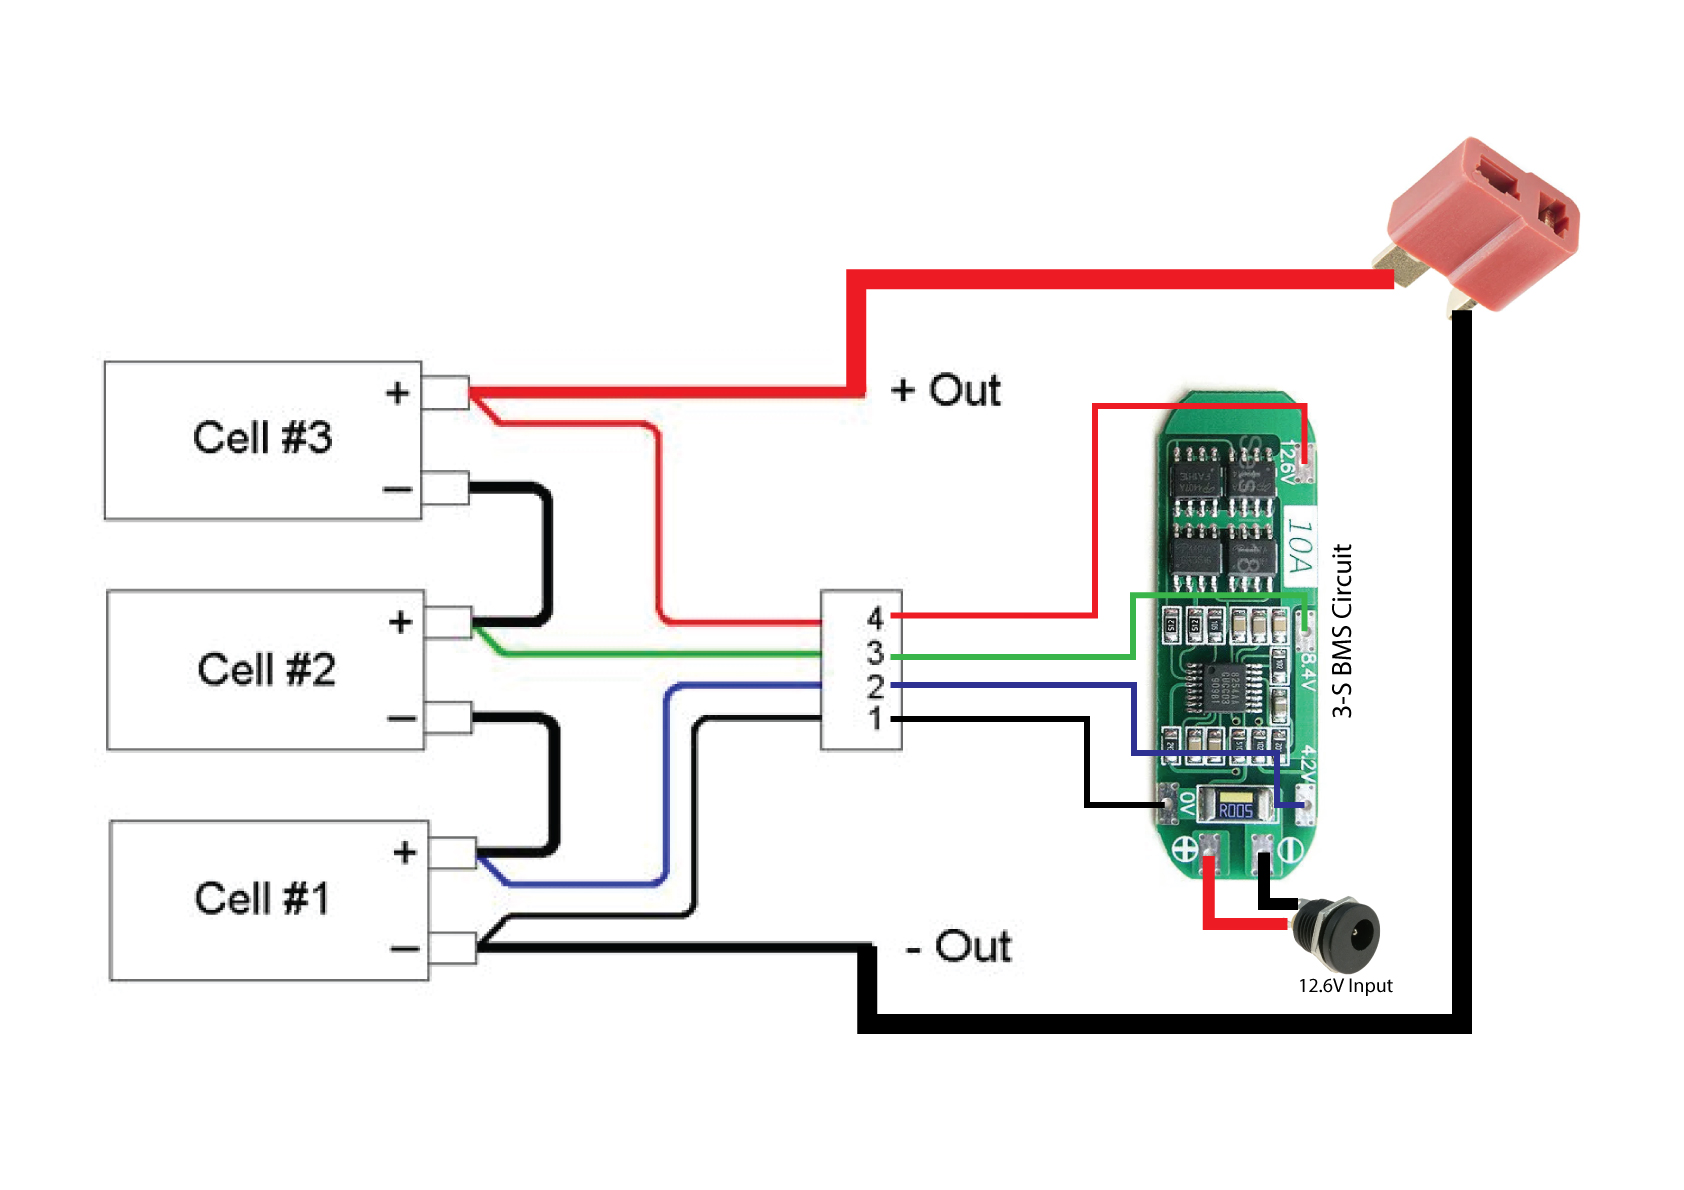 + Out
+
Cell #3
−
12.6V
10A
+
Cell #2
−
4
3
2
1
8.4V
3-S BMS Circuit
4.2V
+
Cell #1
−
0V
R005
+
−
- Out
12.6V Input